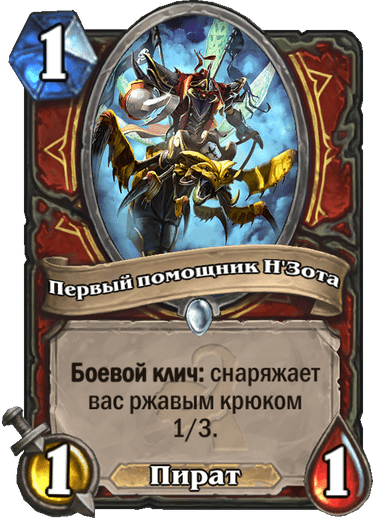 1
Первый помощник Н'Зота
Боевой клич: снаряжает
вас ржавым крюком
1/3.
1
Пират
1